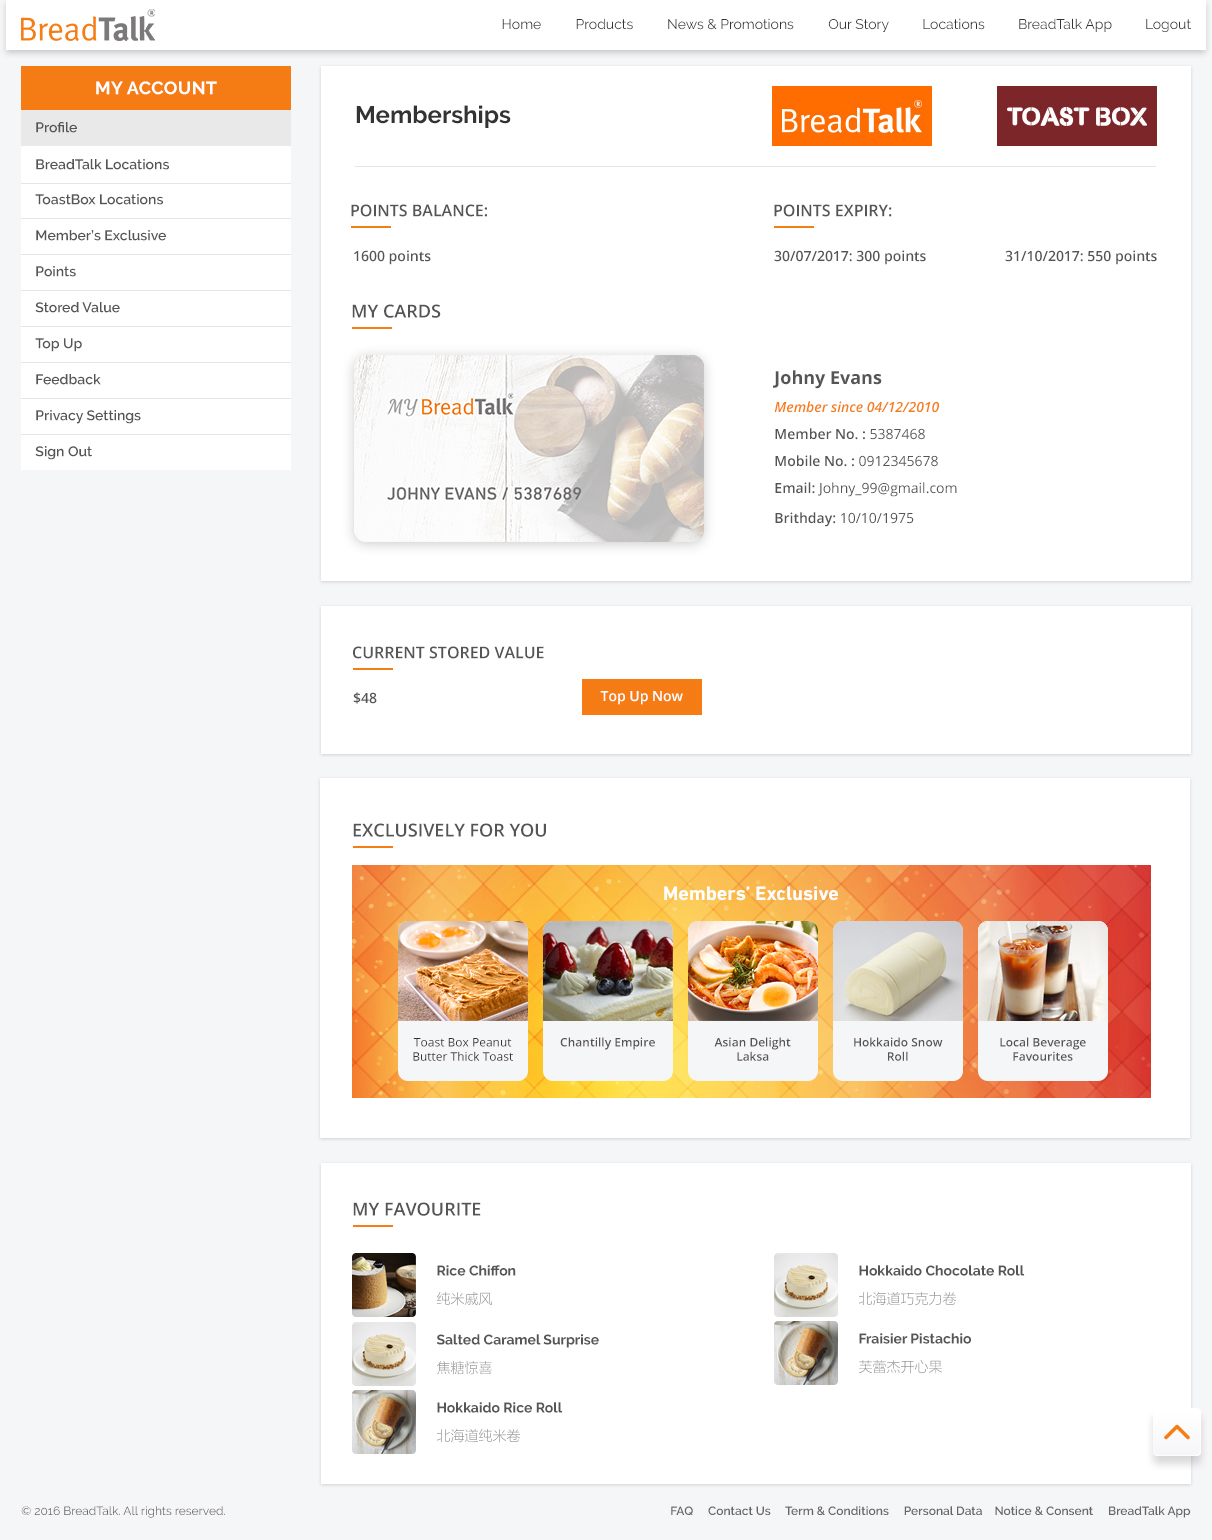 BreadTalk®
Home Products News & Promotions Our Story Locations BreadTalk App Logout
MY ACCOUNT
Profile
BreadTalk Locations
ToastBox Locations
Member's Exclusive
Points
Stored Value
Top Up
Feedback
Privacy Settings
Sign Out
Memberships
BreadTalk®
TOAST BOX
POINTS BALANCE:
1600 points
POINTS EXPIRY:
30/07/2017: 300 points
31/10/2017: 550 points
MY CARDS
MY BreadTalk®
JOHNY EVANS / 5387689
Johny Evans
Member since 04/12/2010
Member No. : 5387468
Mobile No. : 0912345678
Email: Johny_99@gmail.com
Brithday: 10/10/1975
CURRENT STORED VALUE
$48
Top Up Now
EXCLUSIVELY FOR YOU
Members' Exclusive
Toast Box Peanut
Butter Thick Toast
Chantilly Empire
Asian Delight
Laksa
Hokkaido Snow
Roll
Local Beverage
Favourites
MY FAVOURITE
Rice Chiffon
纯米戚风
Salted Caramel Surprise
焦糖惊喜
Hokkaido Rice Roll
北海道纯米卷
Hokkaido Chocolate Roll
北海道巧克力卷
Fraisier Pistachio
芙蕾杰开心果
© 2016 BreadTalk. All rights reserved.
FAQ Contact Us Term & Conditions Personal Data Notice & Consent BreadTalk App